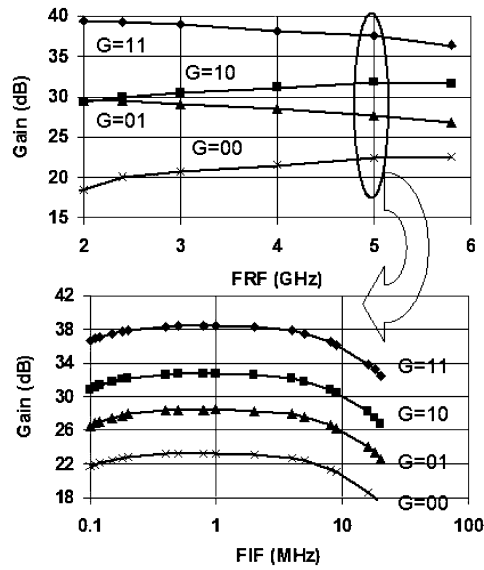 40
35
30
25
20
15
Gain (dB)
G=11
G=10
G=01
G=00
2 3 4 5 6
FRF (GHz)
42
38
34
30
26
22
18
Gain (dB)
G=11
G=10
G=01
G=00
0.1 1 10 100
FIF (MHz)